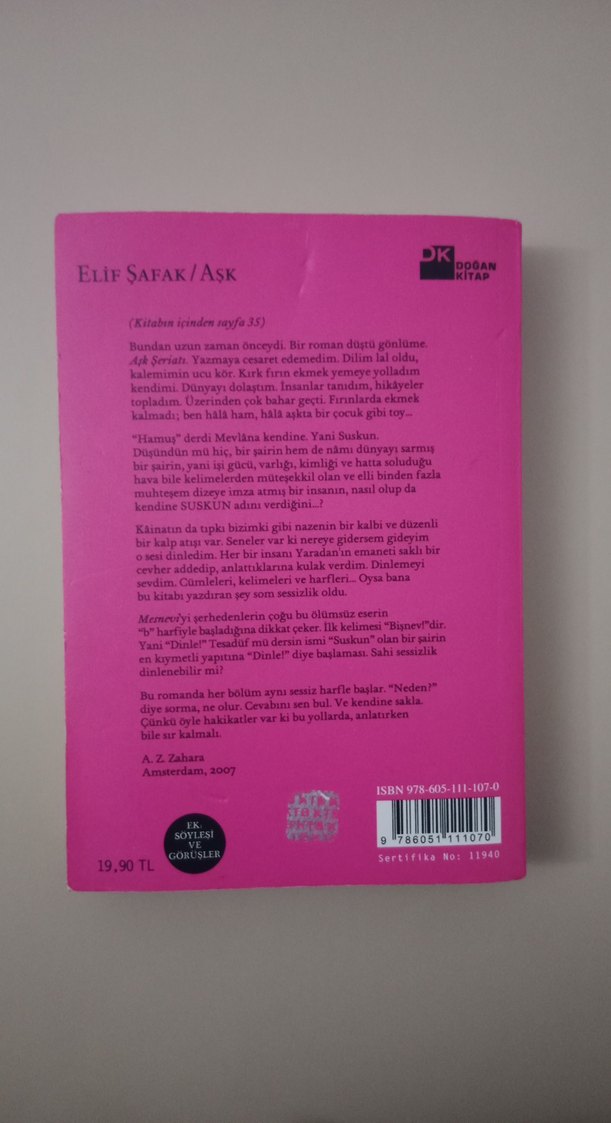 ELİF ŞAFAK / AŞK
DK
DOĞAN
KİTAP
(Kitabın içinden sayfa 35)
Bundan uzun zaman önceydi. Bir roman düştü gönlüme.
Aşk Şeriatı. Yazmaya cesaret edemedim. Dilim lal oldu,
kalemimin ucu kör. Kırk fırın ekmek yemeye yolladım
kendimi. Dünyayı dolaştım. İnsanlar tanıdım, hikâyeler
topladım. Üzerinden çok bahar geçti. Fırınlarda ekmek
kalmadı; ben hâlâ ham, hâlâ aşkta bir çocuk gibi toy...
“Hamuş” derdi Mevlâna kendine. Yani Suskun.
Düşündün mü hiç, bir şairin hem de nâmı dünyayı sarmış
bir şairin, yani işi gücü, varlığı, kimliği ve hatta soluduğu
hava bile kelimelerden müteşekkil olan ve elli binden fazla
muhteşem dizeye imza atmış bir insanın, nasıl olup da
kendine SUSKUN adını verdiğini...?
Kâinatın da tıpkı bizimki gibi nazenin bir kalbi ve düzenli
bir kalp atışı var. Seneler var ki nereye gidersem gideyim
o sesi dinledim. Her bir insanı Yaradan'ın emaneti saklı bir
cevher addedip, anlattıklarına kulak verdim. Dinlemeyi
sevdim. Cümleleri, kelimeleri ve harfleri... Oysa bana
bu kitabı yazdıran şey som sessizlik oldu.
Mesnevi'yi şerhedenlerin çoğu bu ölümsüz eserin
“b” harfiyle başladığına dikkat çeker. İlk kelimesi “Bişnev!”dir.
Yani “Dinle!” Tesadüf mü dersin ismi “Suskun” olan bir şairin
en kıymetli yapıtına “Dinle!” diye başlaması. Sahi sessizlik
dinlenebilir mi?
Bu romanda her bölüm aynı sessiz harfle başlar. “Neden?”
diye sorma, ne olur. Cevabını sen bul. Ve kendine sakla.
Çünkü öyle hakikatler var ki bu yollarda, anlatırken
bile sır kalmalı.
A. Z. Zahara
Amsterdam, 2007
19,90 TL
EK:
SÖYLEŞİ
VE
GÖRÜŞLER
ISBN 978-605-111-107-0
9 786051 111070
Sertifika No: 11940